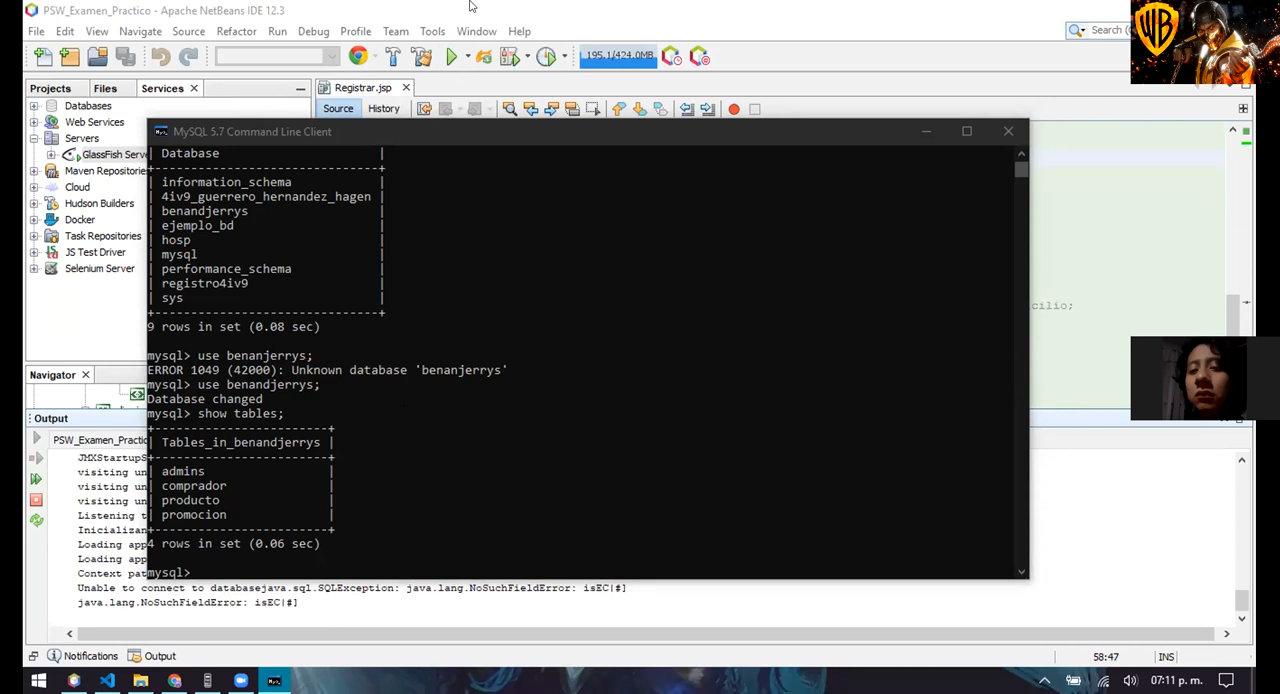 PSW_Examen_Practico - Apache NetBeans IDE 12.3
File Edit View Navigate Source Refactor Run Debug Profile Team Tools Window Help
Search (
195.1/424.0MB
WB
Projects Files Services
Registrar.jsp
Source History
Databases
Web Services
Servers
GlassFish Serve
Maven Repositorie
Cloud
Hudson Builders
Docker
Task Repositories
JS Test Driver
Selenium Server
MySQL 5.7 Command Line Client
| Database |
+-----------------------------+
| information_schema |
| 4iv9_guerrero_hernandez_hagen |
| benandjerrys |
| ejemplo_bd |
| hosp |
| mysql |
| performance_schema |
| registro4iv9 |
| sys |
+-----------------------------+
9 rows in set (0.08 sec)
mysql> use benanjerrys;
ERROR 1049 (42000): Unknown database 'benanjerrys'
mysql> use benandjerrys;
Database changed
mysql> show tables;
+------------------------+
| Tables_in_benandjerrys |
+------------------------+
| admins |
| comprador |
| producto |
| promocion |
+------------------------+
4 rows in set (0.06 sec)
mysql>
cilio;
Navigator
Output
PSW_Examen_Practic
JMXStartupS
visiting un
visiting un
visiting un
Listening t
Inicializan
Loading app
Loading app
Context pat
Unable to connect to databasejava.sql.SQLException: java.lang.NoSuchFieldError: isEC|#]
java.lang.NoSuchFieldError: isEC|#]
Notifications Output
58:47 INS
07:11 p. m.